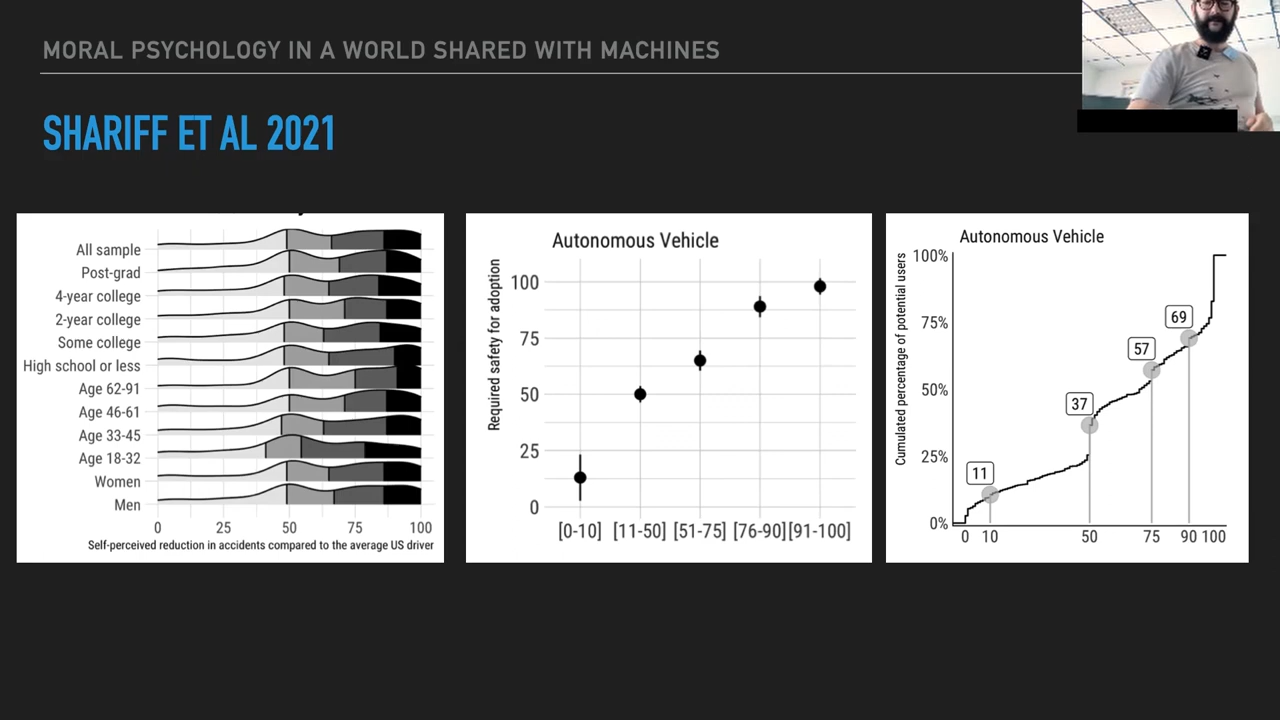 MORAL PSYCHOLOGY IN A WORLD SHARED WITH MACHINES
SHARIFF ET AL 2021
All sample
Post-grad
4-year college
2-year college
Some college
High school or less
Age 62-91
Age 46-61
Age 33-45
Age 18-32
Women
Men
0 25 50 75 100
Self-perceived reduction in accidents compared to the average US driver
Autonomous Vehicle
Required safety for adoption
100
75
50
25
0
[0-10] [11-50] [51-75] [76-90] [91-100]
Autonomous Vehicle
Cumulated percentage of potential users
100%
75%
50%
25%
0%
69
57
37
11
0 10 50 75 90 100